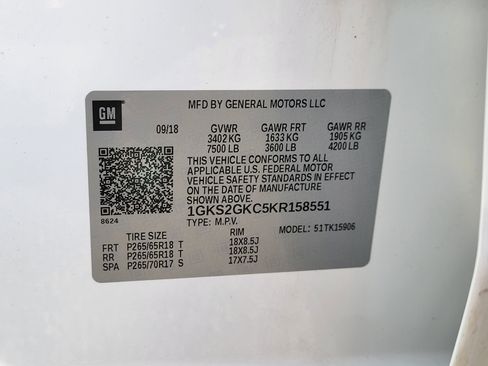 MFD BY GENERAL MOTORS LLC
GM
09/18 GVWR GAWR FRT GAWR RR
3402 KG 1633 KG 1905 KG
7500 LB 3600 LB 4200 LB
THIS VEHICLE CONFORMS TO ALL
APPLICABLE U.S. FEDERAL MOTOR
VEHICLE SAFETY STANDARDS IN EFFECT
ON THE DATE OF MANUFACTURE
SHOWN ABOVE.
1GKS2GKC5KR158551
8624
TYPE: M.P.V. MODEL: 51TK15906
TIRE SIZE RIM
FRT P265/65R18 T 18X8.5J
RR P265/65R18 T 18X8.5J
SPA P265/70R17 S 17X7.5J